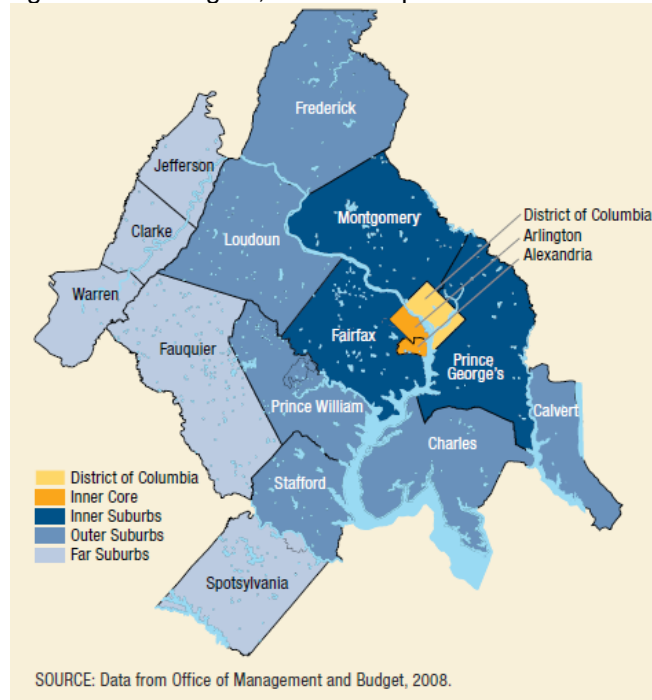 Frederick
Jefferson
Montgomery
District of Columbia
Clarke
Loudoun
Arlington
Alexandria
Warren
Fauquier
Fairfax
Prince
George's
Prince William
Calvert
Charles
District of Columbia
Inner Core
Inner Suburbs
Outer Suburbs
Far Suburbs
Stafford
Spotsylvania
SOURCE: Data from Office of Management and Budget, 2008.